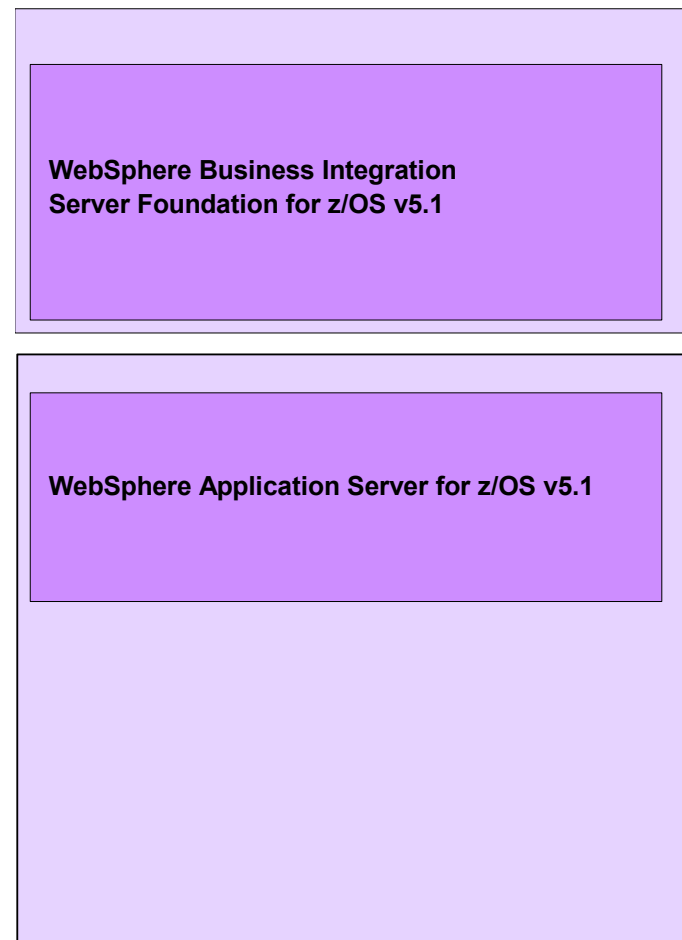 WebSphere Business Integration
Server Foundation for z/OS v5.1
WebSphere Application Server for z/OS v5.1